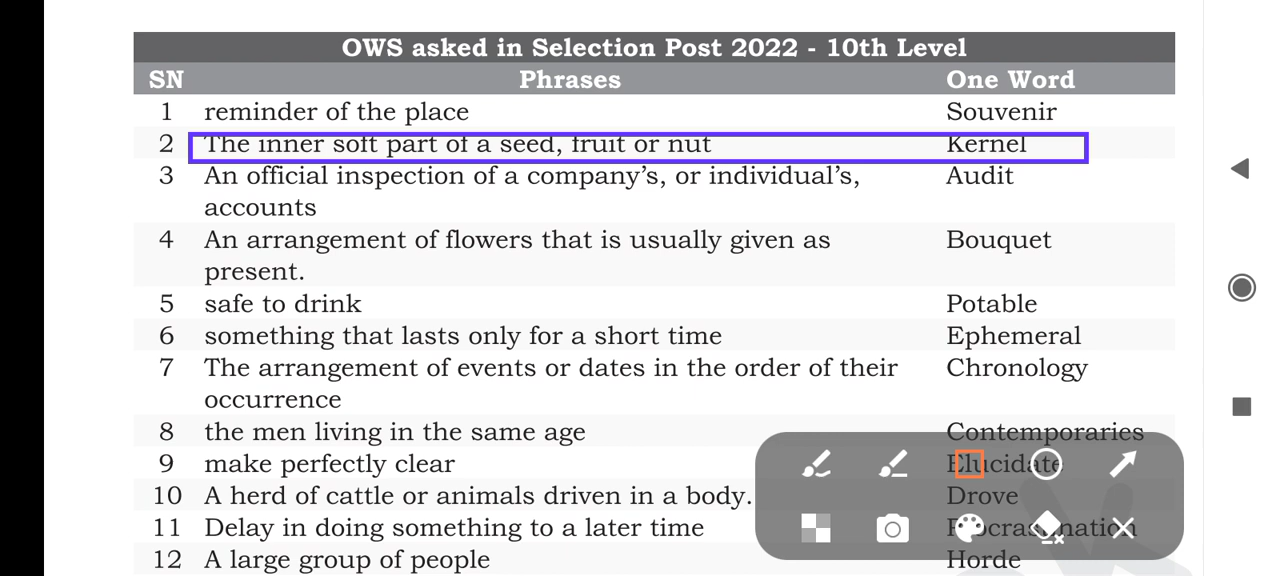 OWS asked in Selection Post 2022 - 10th Level
SN Phrases One Word
1 reminder of the place Souvenir
2 The inner soft part of a seed, fruit or nut Kernel
3 An official inspection of a company’s, or individual’s, Audit
accounts
4 An arrangement of flowers that is usually given as Bouquet
present.
5 safe to drink Potable
6 something that lasts only for a short time Ephemeral
7 The arrangement of events or dates in the order of their Chronology
occurrence
8 the men living in the same age Contemporaries
9 make perfectly clear Elucidate
10 A herd of cattle or animals driven in a body. Drove
11 Delay in doing something to a later time Procrastination
12 A large group of people Horde